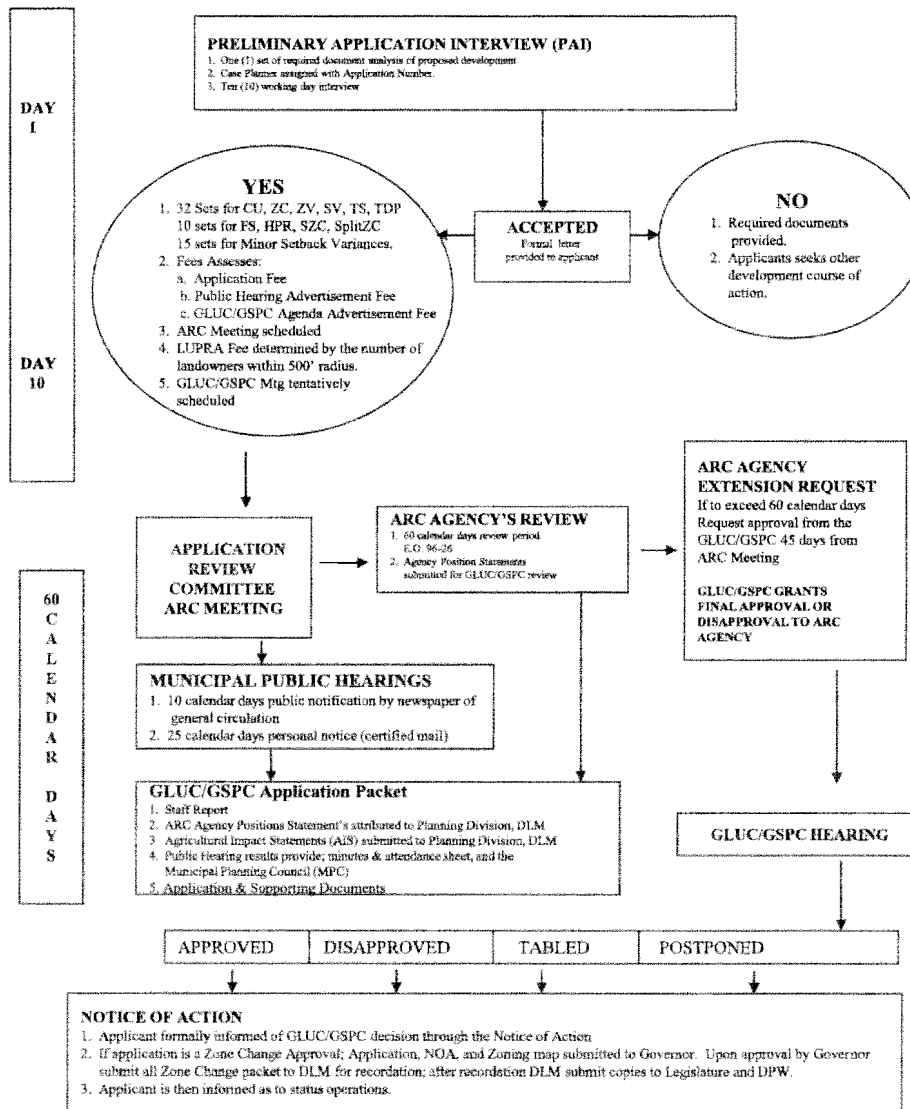 PRELIMINARY APPLICATION INTERVIEW (PAI)
1. One (1) set of required document analysis of proposed development
2. Case Planner assigned with Application Number.
3. Ten (10) working day interview
DAY
1
YES
1. 32 Sets for CU, ZC, ZV, SV, TS, TDP
10 sets for FS, HPR, SZC, SplitZC
15 sets for Minor Setback Variances.
2. Fees Assesses:
a. Application Fee
b. Public Hearing Advertisement Fee
c. GLUC/GSPC Agenda Advertisement Fee
3. ARC Meeting scheduled
4. LUPRA Fee determined by the number of
landowners within 500' radius.
5. GLUC/GSPC Mtg tentatively
scheduled
ACCEPTED
Formal letter
provided to applicant
NO
1. Required documents
provided.
2. Applicants seeks other
development course of
action.
DAY
10
APPLICATION
REVIEW
COMMITTEE
ARC MEETING
ARC AGENCY'S REVIEW
1. 60 calendar days review period
E.O. 96-26
2. Agency Position Statements
submitted for GLUC/GSPC review
ARC AGENCY
EXTENSION REQUEST
If to exceed 60 calendar days
Request approval from the
GLUC/GSPC 45 days from
ARC Meeting
GLUC/GSPC GRANTS
FINAL APPROVAL OR
DISAPPROVAL TO ARC
AGENCY
60
C
A
L
E
N
D
A
R
D
A
Y
S
MUNICIPAL PUBLIC HEARINGS
1. 10 calendar days public notification by newspaper of
general circulation
2. 25 calendar days personal notice (certified mail)
GLUC/GSPC Application Packet
1. Staff Report
2. ARC Agency Positions Statement's attributed to Planning Division, DLM
3 Agricultural Impact Statements (AIS) submitted to Planning Division, DLM
4. Public Hearing results provide; minutes & attendance sheet, and the
Municipal Planning Council (MPC)
5. Application & Supporting Documents
GLUC/GSPC HEARING
APPROVED DISAPPROVED TABLED POSTPONED
NOTICE OF ACTION
1. Applicant formally informed of GLUC/GSPC decision through the Notice of Action
2. If application is a Zone Change Approval; Application, NOA, and Zoning map submitted to Governor. Upon approval by Governor
submit all Zone Change packet to DLM for recordation; after recordation DLM submit copies to Legislature and DPW.
3. Applicant is then informed as to status operations.